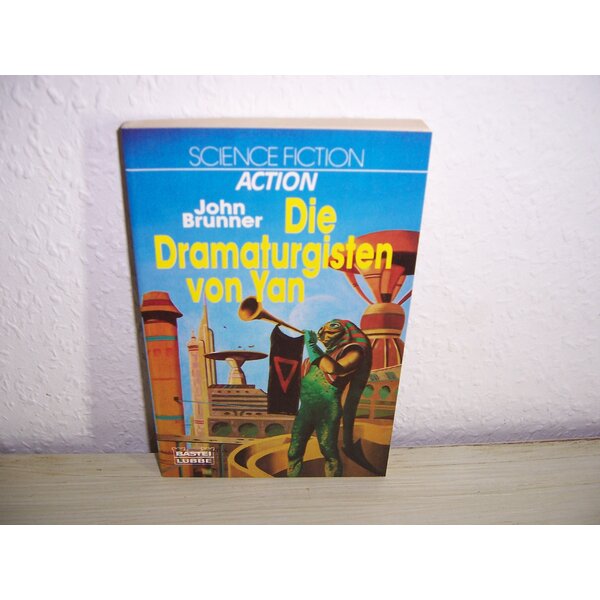 SCIENCE FICTION
ACTION
John
Brunner
Die
Dramaturgisten
von Yan
BASTEI
LÜBBE